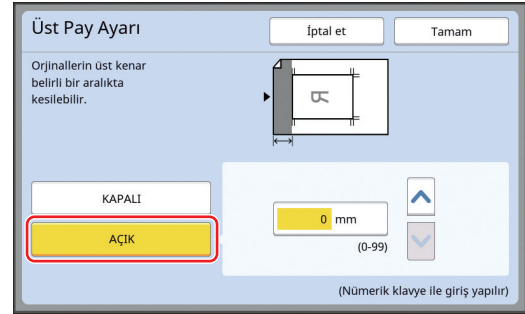 Üst Pay Ayarı
İptal et
Tamam
Orjinallerin üst kenar
belirli bir aralıkta
kesilebilir.
R
KAPALI
AÇIK
0 mm
(0-99)
(Nümerik klavye ile giriş yapılır)